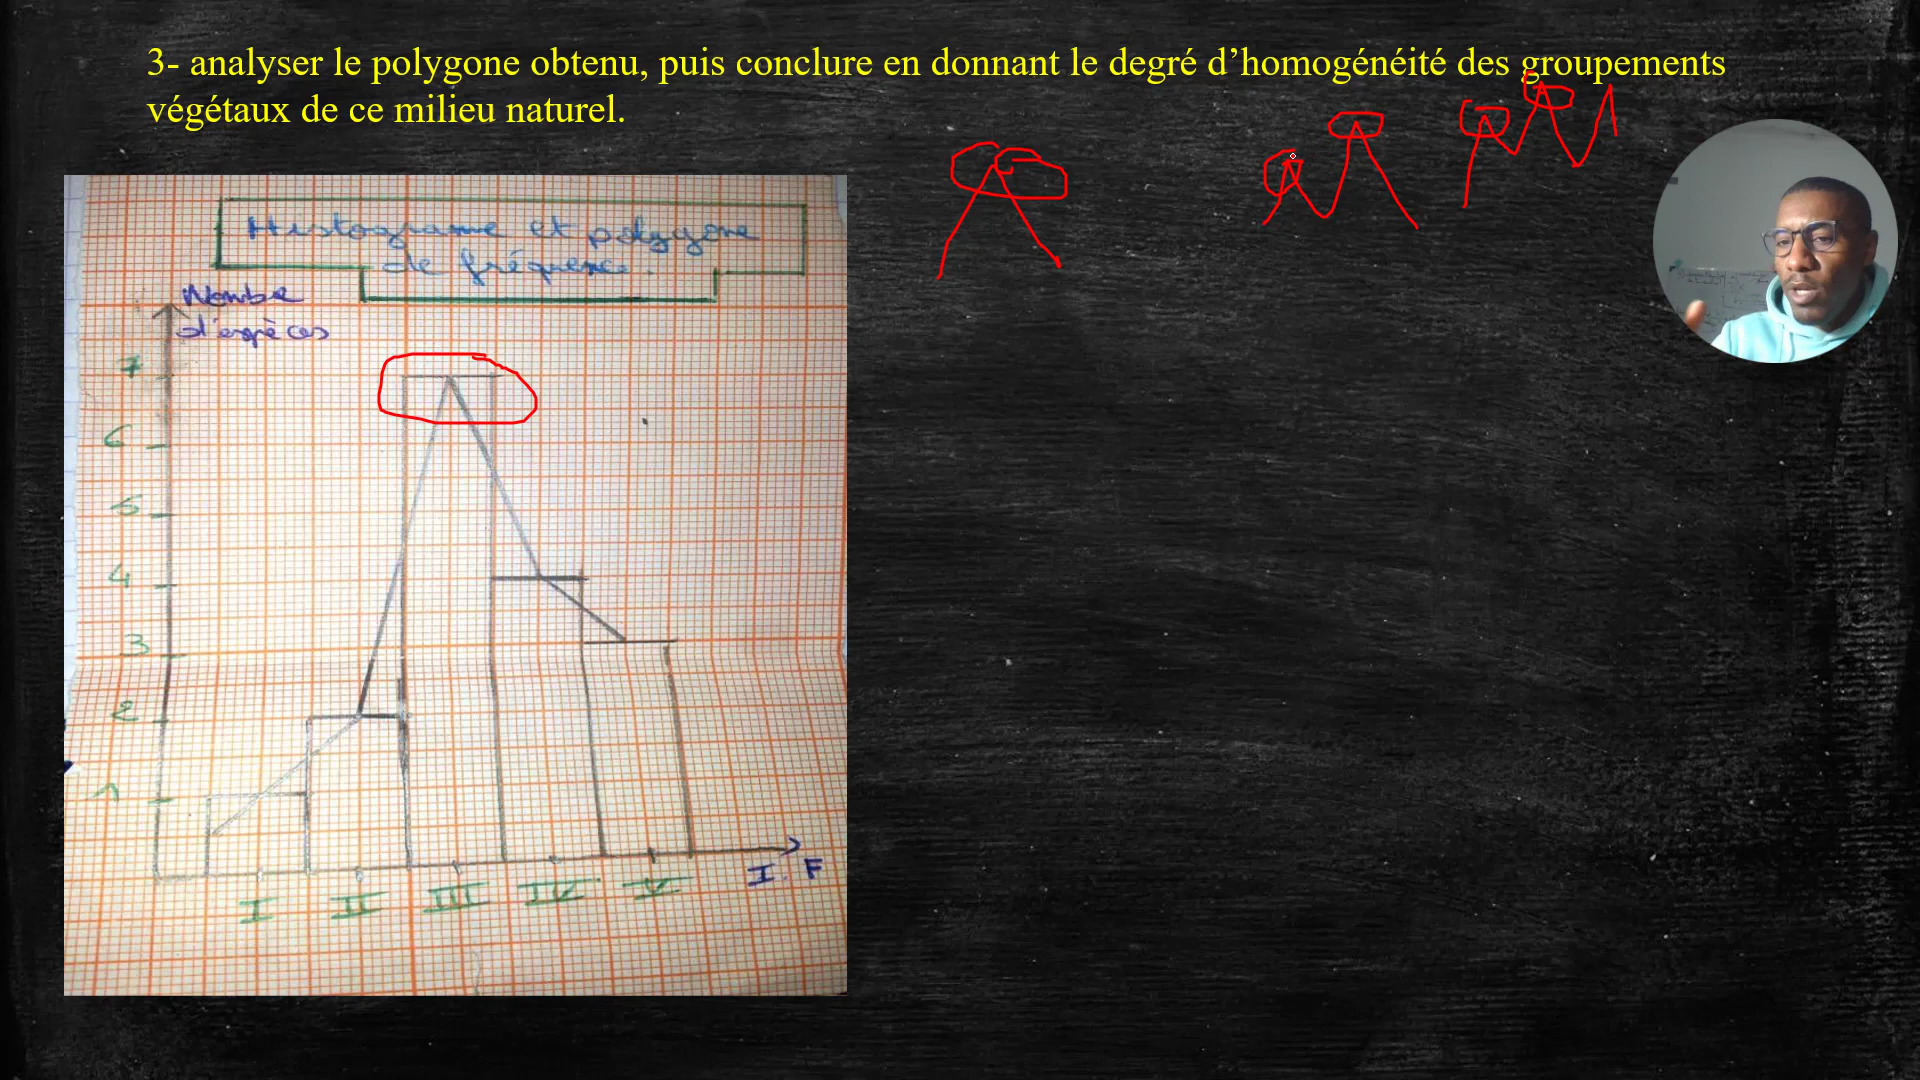 3- analyser le polygone obtenu, puis conclure en donnant le degré d’homogénéité des groupements
végétaux de ce milieu naturel.
Histogramme et polygone
de fréquence.
Nombre
d'espèces
7
6
5
4
3
2
1
I II III IV V I.F